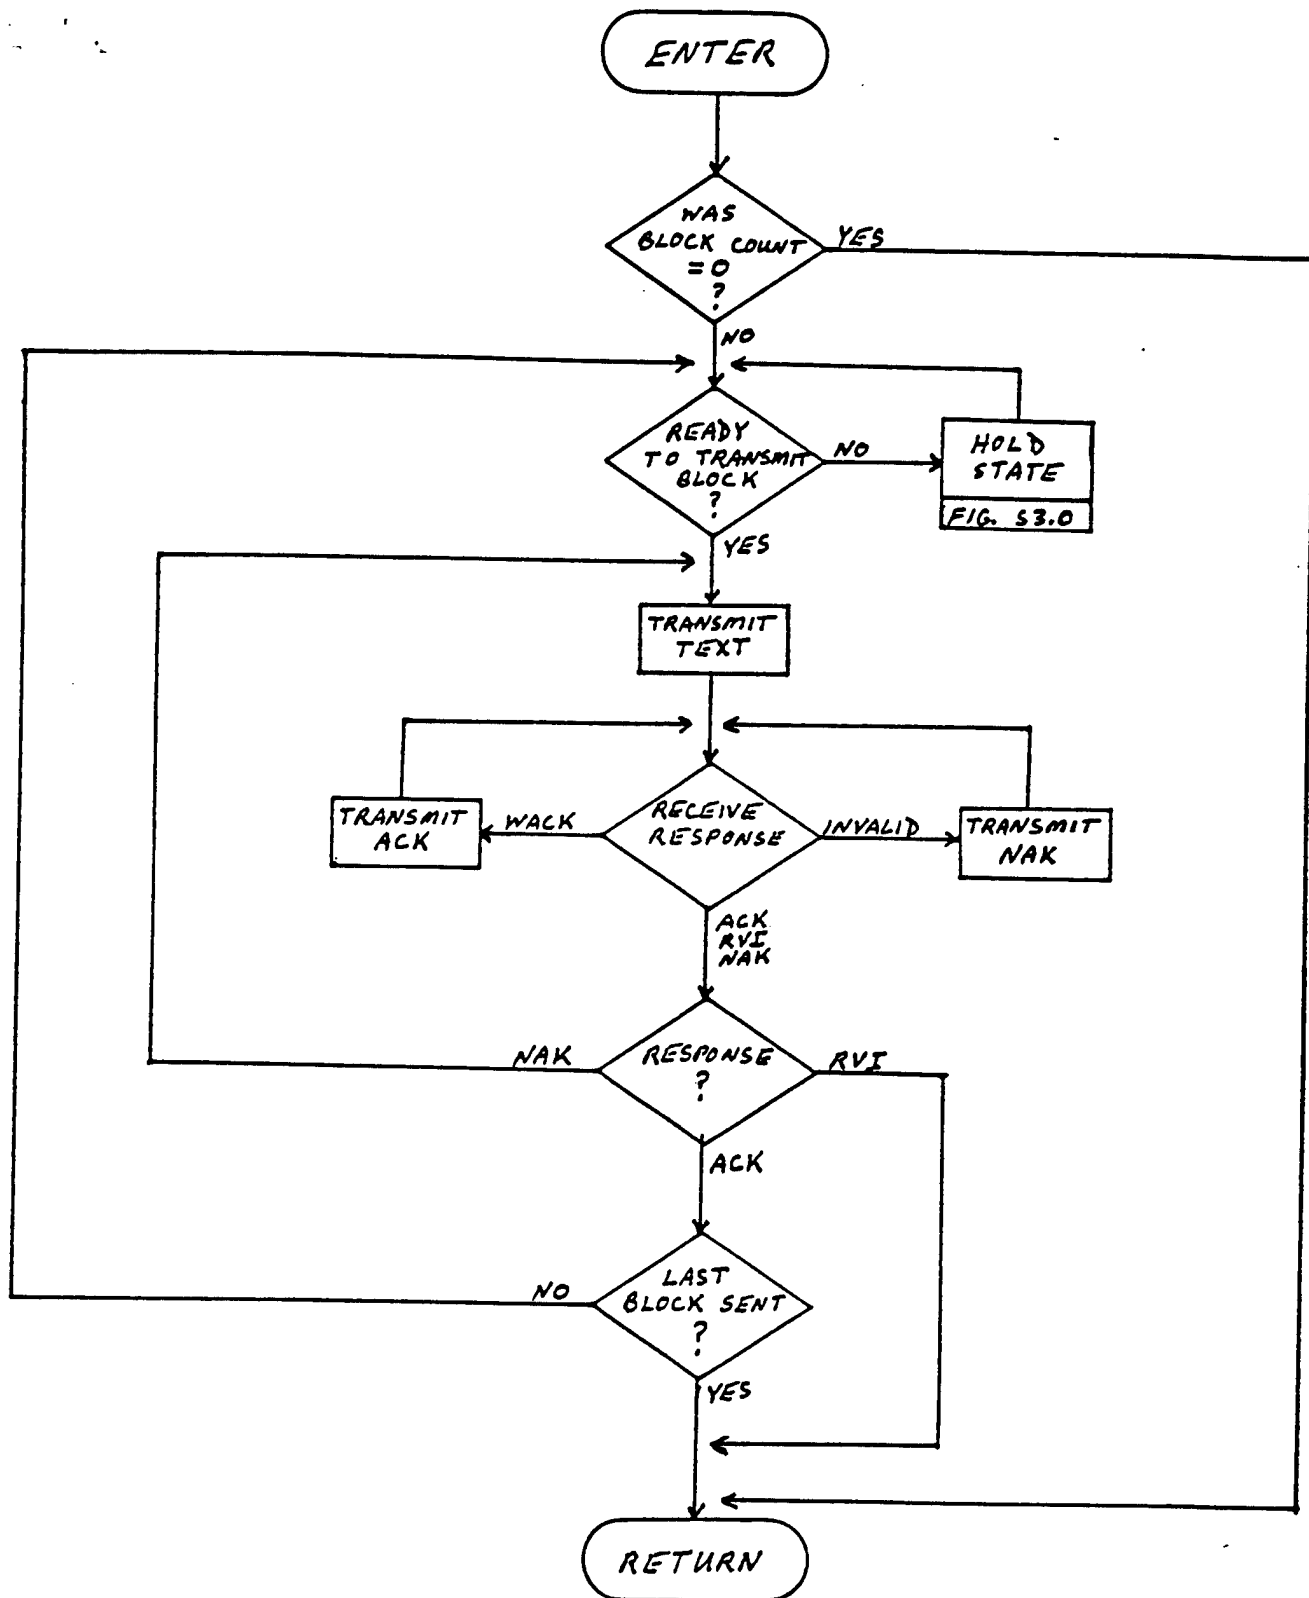 ENTER
WAS
BLOCK COUNT
=0
?
YES
NO
READY
TO TRANSMIT
BLOCK
?
NO
HOLD
STATE
FIG. S3.0
YES
TRANSMIT
TEXT
TRANSMIT
ACK
WACK
RECEIVE
RESPONSE
INVALID
TRANSMIT
NAK
ACK
RVI
NAK
NAK
RESPONSE
?
RVI
ACK
NO
LAST
BLOCK SENT
?
YES
RETURN